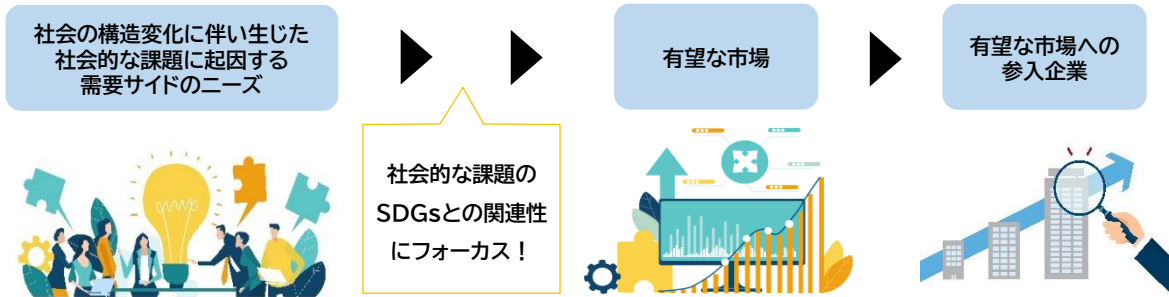 社会の構造変化に伴い生じた
社会的な課題に起因する
需要サイドのニーズ
社会的な課題の
SDGsとの関連性
にフォーカス！
有望な市場
有望な市場への
参入企業